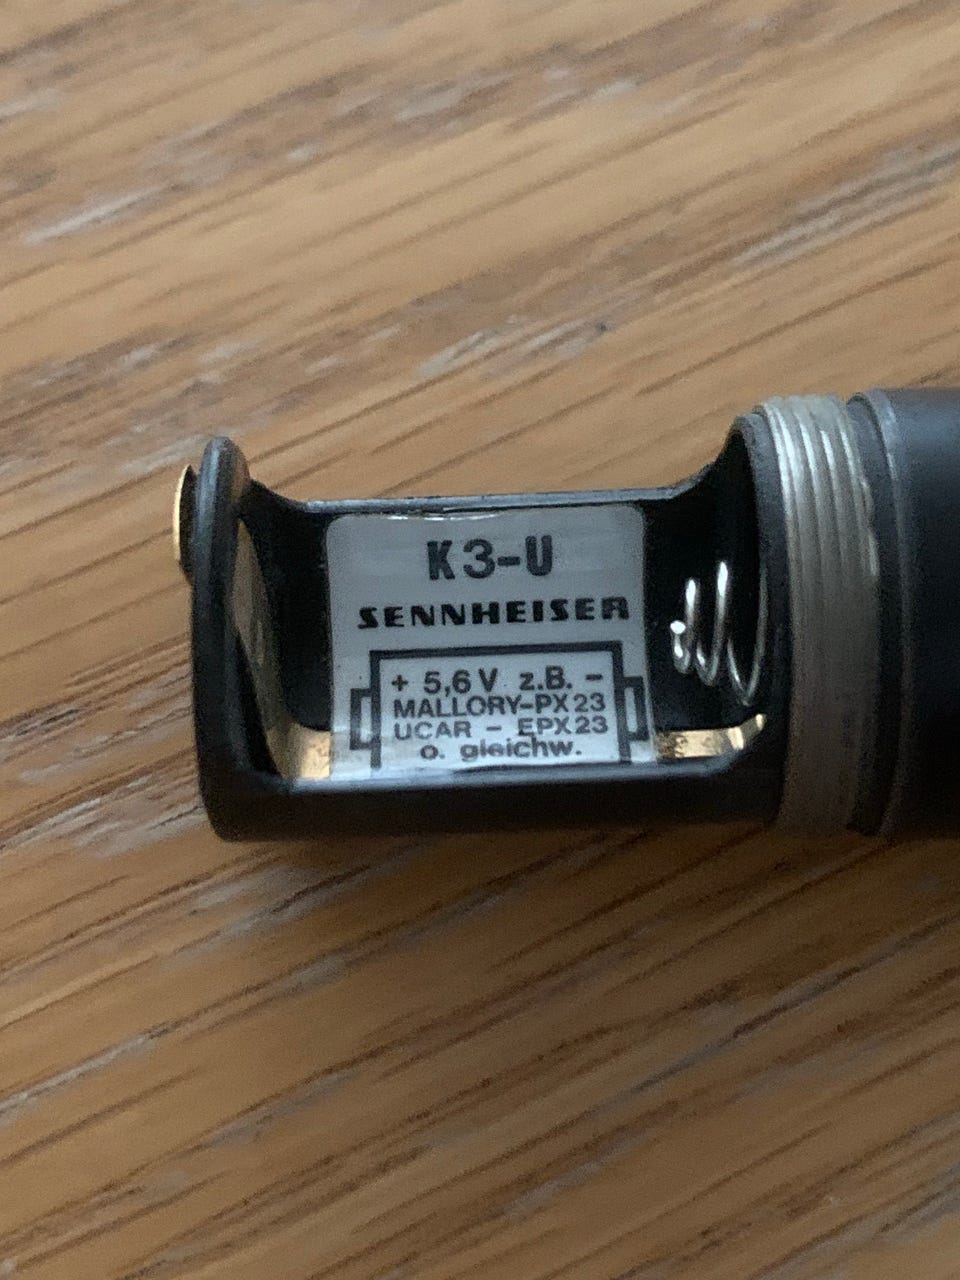 K3-U
SENNHEISER
+ 5,6 V z.B. -
MALLORY-PX23
UCAR - EPX23
o. gleichw.